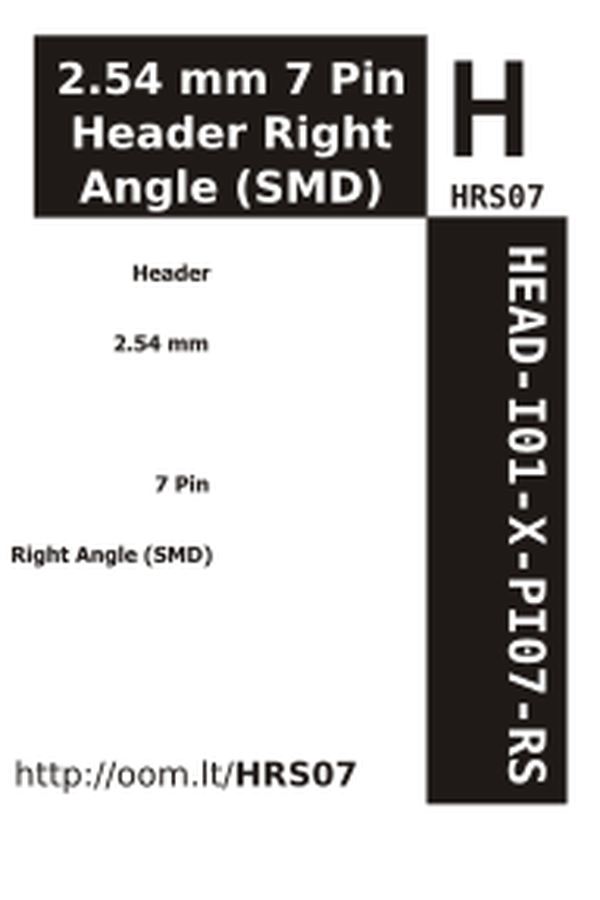 2.54 mm 7 Pin
Header Right
Angle (SMD)
H
HRS07
HEAD-I01-X-PI07-RS
Header
2.54 mm
7 Pin
Right Angle (SMD)
http://oom.lt/HRS07